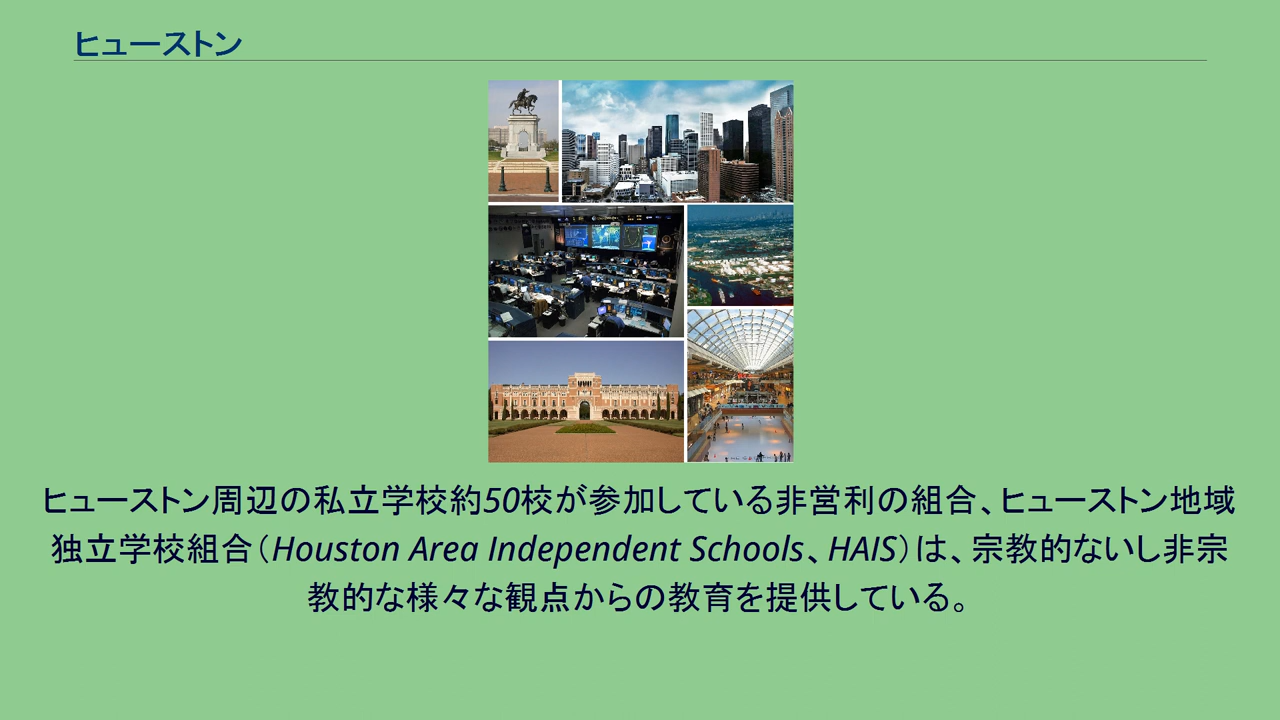 ヒューストン
ヒューストン周辺の私立学校約50校が参加している非営利の組合、ヒューストン地域
独立学校組合（Houston Area Independent Schools、HAIS）は、宗教的ないし非宗
教的な様々な観点からの教育を提供している。